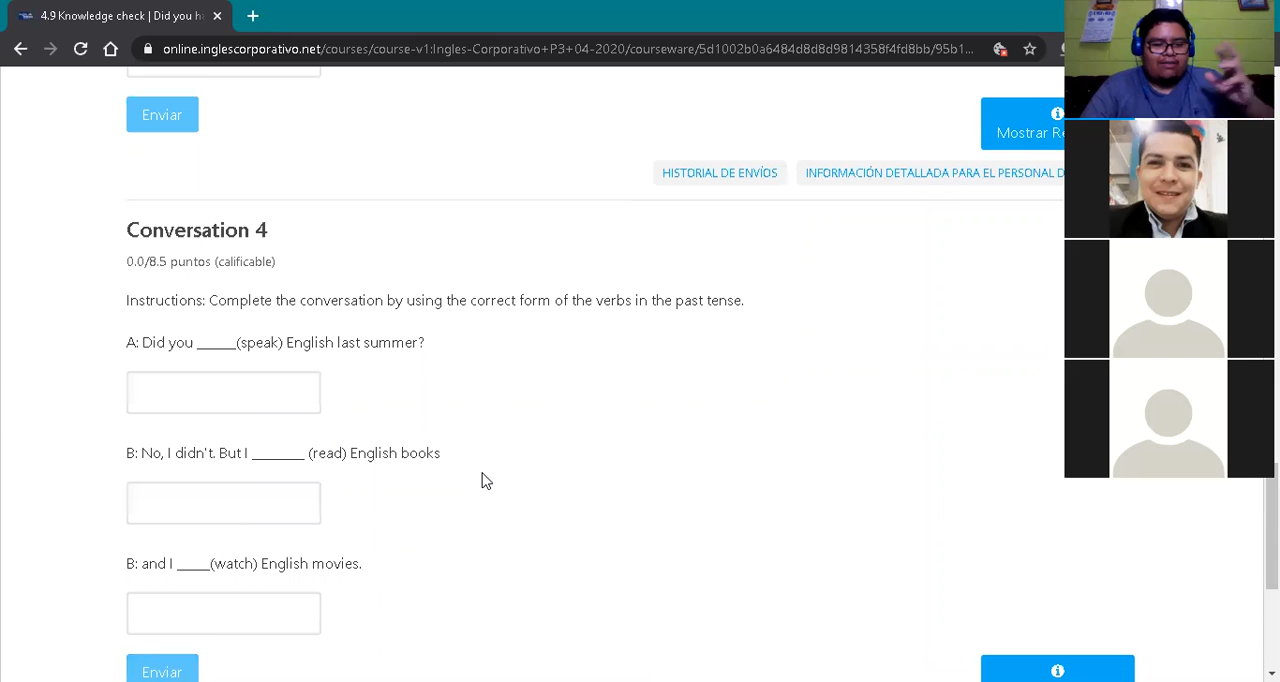 4.9 Knowledge check | Did you h
online.inglescorporativo.net/courses/course-v1:Ingles-Corporativo+P3+04-2020/courseware/5d1002b0a6484d8d8d9814358f4fd8bb/95b1...
Enviar
Mostrar Re
HISTORIAL DE ENVÍOS
INFORMACIÓN DETALLADA PARA EL PERSONAL D
Conversation 4
0.0/8.5 puntos (calificable)
Instructions: Complete the conversation by using the correct form of the verbs in the past tense.
A: Did you ______(speak) English last summer?
B: No, I didn't. But I ________ (read) English books
B: and I _____(watch) English movies.
Enviar